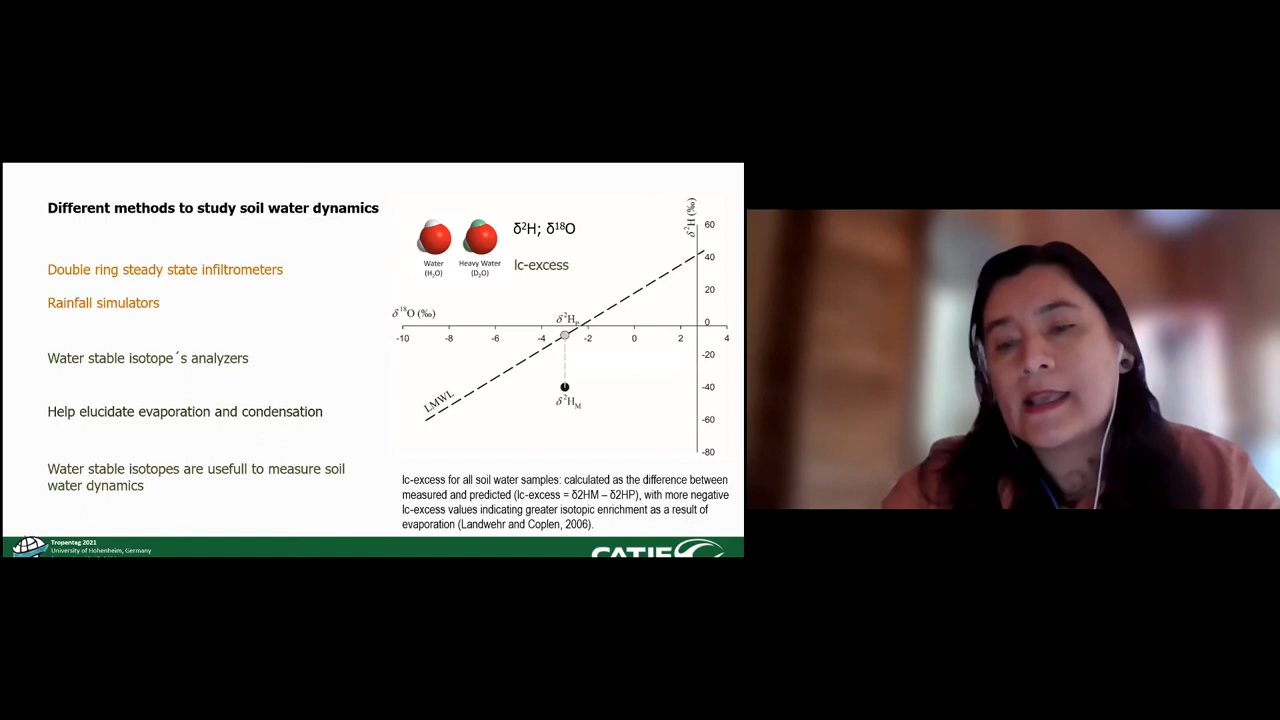 Different methods to study soil water dynamics
Double ring steady state infiltrometers
Rainfall simulators
Water stable isotope´s analyzers
Help elucidate evaporation and condensation
Water stable isotopes are usefull to measure soil
water dynamics
Water
(H₂O)
Heavy Water
(D₂O)
δ²H; δ¹⁸O
lc-excess
δ²H (‰)
60
40
20
0
-20
-40
-60
-80
δ¹⁸O (‰)
-10 -8 -6 -4 -2 0 2 4
δ²H
LMWL
δ²H_M
lc-excess for all soil water samples: calculated as the difference between
measured and predicted (lc-excess = δ2HM – δ2HP), with more negative
lc-excess values indicating greater isotopic enrichment as a result of
evaporation (Landwehr and Coplen, 2006).
Tropentag 2021
University of Hohenheim, Germany
CATIE